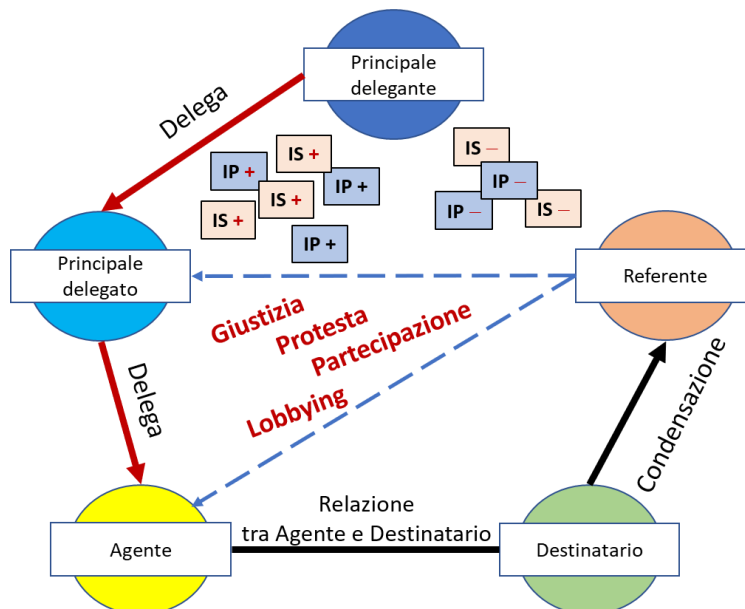 Principale
delegante
Delega
IS +
IP +
IP +
IS +
IS +
IP +
IS –
IP –
IP –
IS –
Principale
delegato
Referente
Giustizia
Protesta
Partecipazione
Lobbying
Delega
Condensazione
Relazione
tra Agente e Destinatario
Agente
Destinatario